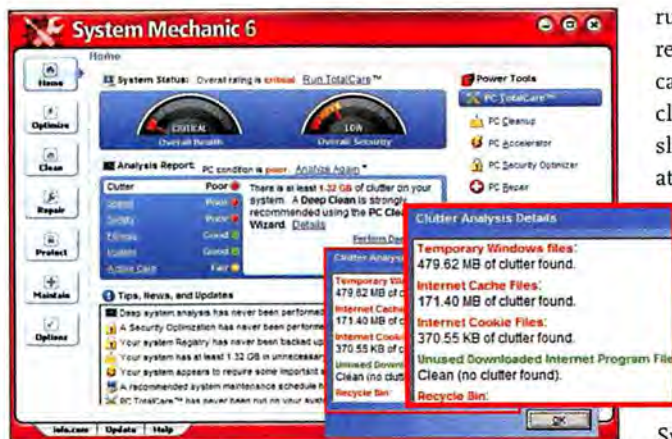 System Mechanic 6
Home
Home
Optimize
Clean
Repair
Protect
Maintain
Options
System Status: Overall rating is critical Run TotalCare™
CRITICAL
Overall Health
LOW
Overall Security
Power Tools
PC TotalCare™
PC Cleanup
PC Accelerator
PC Security Optimizer
PC Repair
Analysis Report: PC condition is poor. Analyze Again
Clutter Poor
Speed Poor
Poor
Good
Good
Active Care Fair
There is at least 1.32 GB of clutter on your
system. A Deep Clean is strongly
recommended using the PC Clea
Wizard. Details
Perform Dee
Tips, News, and Updates
Deep system analysis has never been performed
A Security Optimization has never been performe
Your system Registry has never been backed up
Your system has at least 1.32 GB in unnecessar
Your system appears to require some important s
A recommended system maintenance schedule h
PC TotalCare™ has never been run on your syst
iolo.com Update Help
Clutter Analys
Temporary Win
479.62 MB of c
Internet Cache
171.40 MB of c
Internet Cookie
370.55 KB of c
Unused Downl
Clean (no clutt
Recycle Bin:
OK
Clutter Analysis Details
Temporary Windows files:
479.62 MB of clutter found.
Internet Cache Files:
171.40 MB of clutter found.
Internet Cookie Files:
370.55 KB of clutter found.
Unused Downloaded Internet Program File
Clean (no clutter found).
Recycle Bin:
ru
re
ca
cl
sl
at